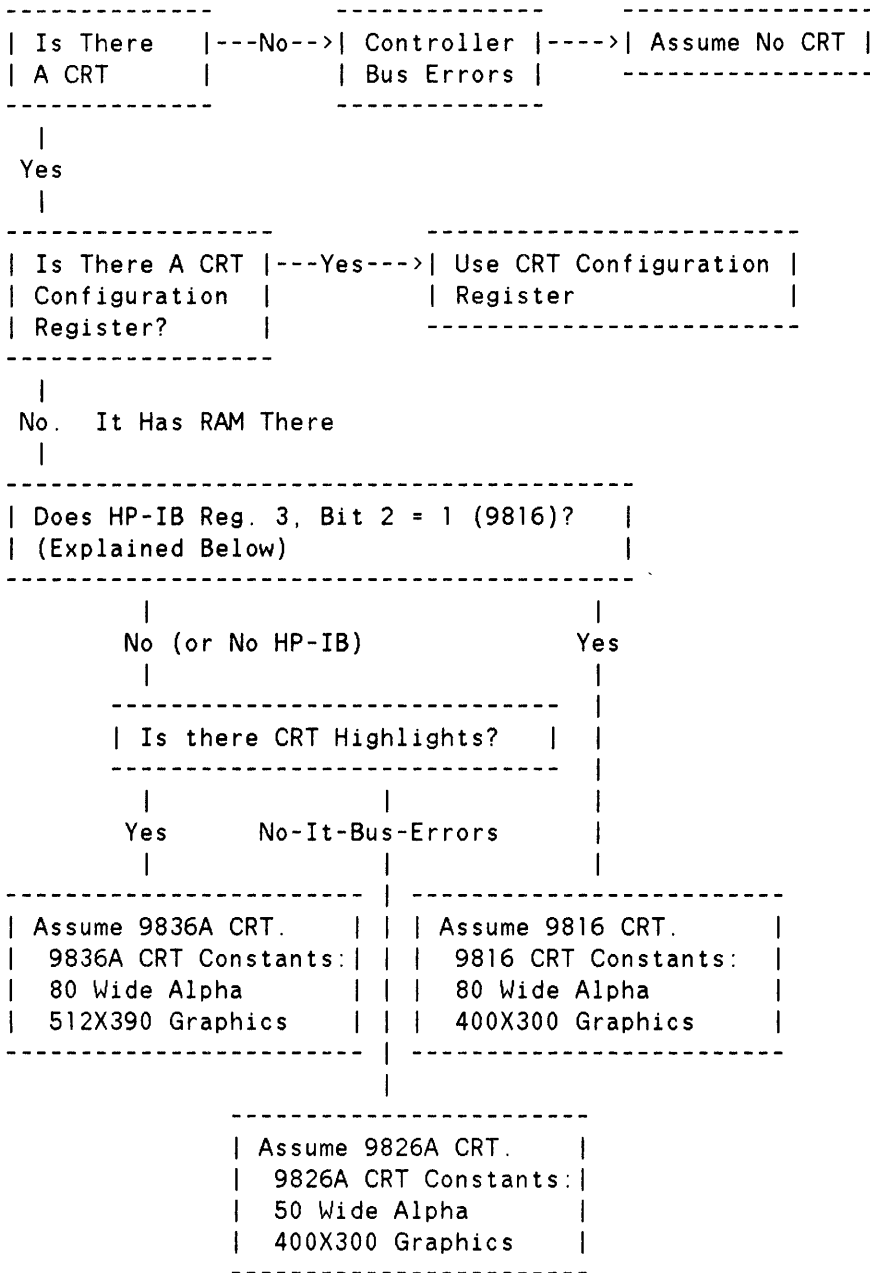 --------------          --------------          -----------------
| Is There   |---No-->| Controller |---->| Assume No CRT |
| A CRT      |        | Bus Errors |     -----------------
--------------          --------------
|
Yes
|
------------------          -------------------------
| Is There A CRT |---Yes--->| Use CRT Configuration |
| Configuration  |          | Register              |
| Register?      |          -------------------------
------------------
|
No.  It Has RAM There
|
------------------------------------------
| Does HP-IB Reg. 3, Bit 2 = 1 (9816)?   |
| (Explained Below)                      |
------------------------------------------
|                              |
No (or No HP-IB)              Yes
|                              |
------------------------------ |
| Is there CRT Highlights?   | |
------------------------------ |
|               |              |
Yes      No-It-Bus-Errors      |
|               |              |
------------------------ | -------------------------
| Assume 9836A CRT.      | | | Assume 9816 CRT.      |
|  9836A CRT Constants:| | |  9816 CRT Constants:  |
|  80 Wide Alpha         | | |  80 Wide Alpha        |
|  512X390 Graphics      | | |  400X300 Graphics     |
------------------------ | -------------------------
|
------------------------
| Assume 9826A CRT.     |
|  9826A CRT Constants:|
|  50 Wide Alpha        |
|  400X300 Graphics     |
------------------------